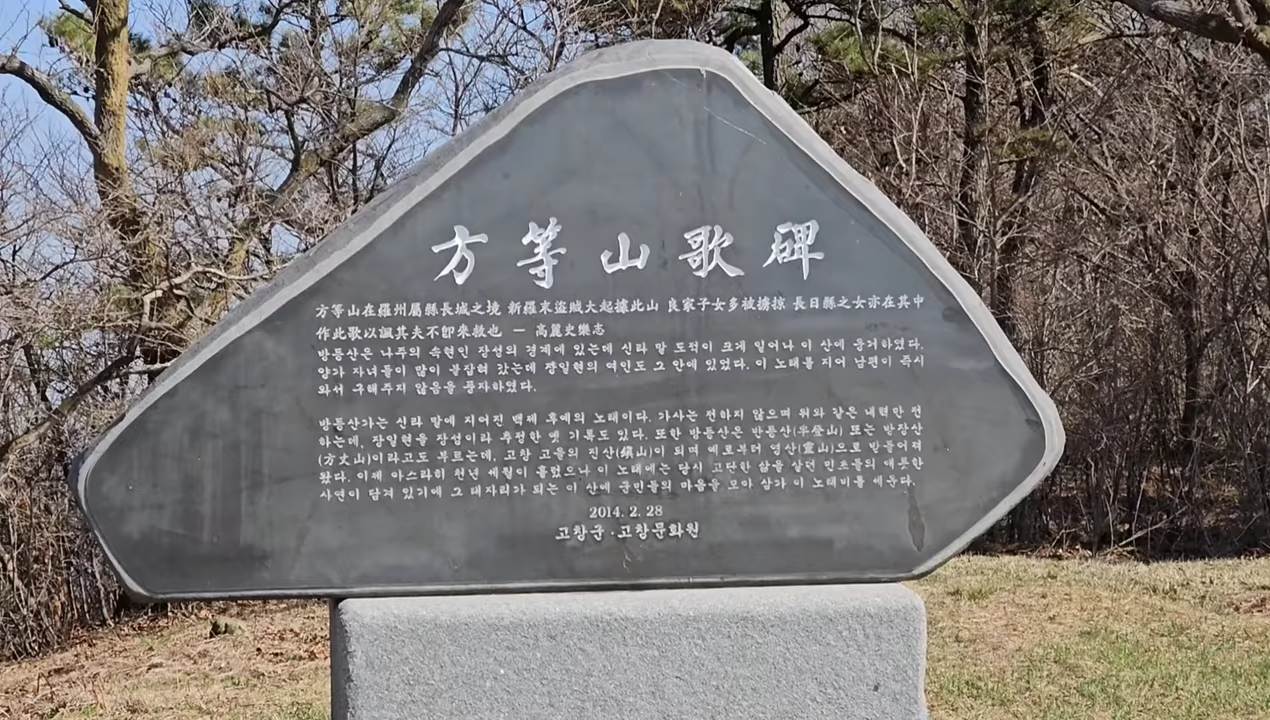 方等山歌碑
方等山在羅州屬縣長城之境 新羅末盜賊大起據此山 良家子女多被擄掠 長日縣之女亦在其中
作此歌以諷其夫不卽來救也 ― 高麗史樂志
방등산은 나주의 속현인 장성의 경계에 있는데 신라 말 도적이 크게 일어나 이 산에 웅거하였다.
양가 자녀들이 많이 붙잡혀 갔는데 장일현의 여인도 그 안에 있었다. 이 노래를 지어 남편이 즉시
와서 구해주지 않음을 풍자하였다.
방등산가는 신라 말에 지어진 백제 후예의 노래이다. 가사는 전하지 않으며 위와 같은 내력만 전
하는데, 장일현을 장성이라 추정한 옛 기록도 있다. 또한 방등산은 반등산(半登山) 또는 방장산
(方丈山)이라고도 부르는데, 고창 고을의 진산(鎭山)이 되며 예로부터 영산(靈山)으로 받들어져
왔다. 이제 아스라히 천년 세월이 흘렀으나 이 노래에는 당시 고단한 삶을 살던 민초들의 애틋한
사연이 담겨 있기에 그 태자리가 되는 이 산에 군민들의 마음을 모아 삼가 이 노래비를 세운다.
2014. 2. 28
고창군·고창문화원